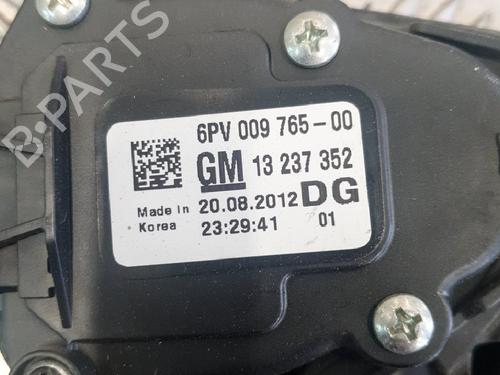 B-PARTS
6PV 009 765-00
GM 13 237 352
Made in 20.08.2012 DG
Korea 23:29:41 01